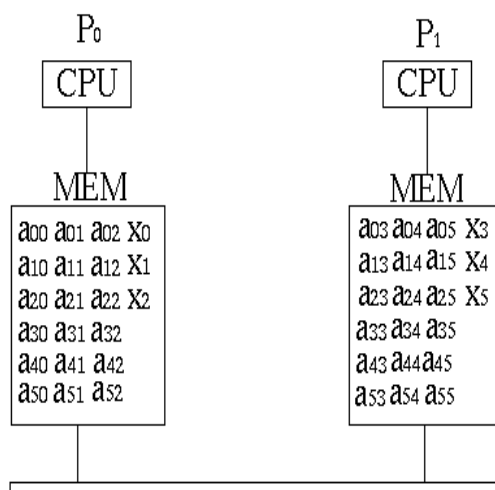 P₀
CPU
MEM
a₀₀ a₀₁ a₀₂ x₀
a₁₀ a₁₁ a₁₂ x₁
a₂₀ a₂₁ a₂₂ x₂
a₃₀ a₃₁ a₃₂
a₄₀ a₄₁ a₄₂
a₅₀ a₅₁ a₅₂
P₁
CPU
MEM
a₀₃ a₀₄ a₀₅ x₃
a₁₃ a₁₄ a₁₅ x₄
a₂₃ a₂₄ a₂₅ x₅
a₃₃ a₃₄ a₃₅
a₄₃ a₄₄ a₄₅
a₅₃ a₅₄ a₅₅